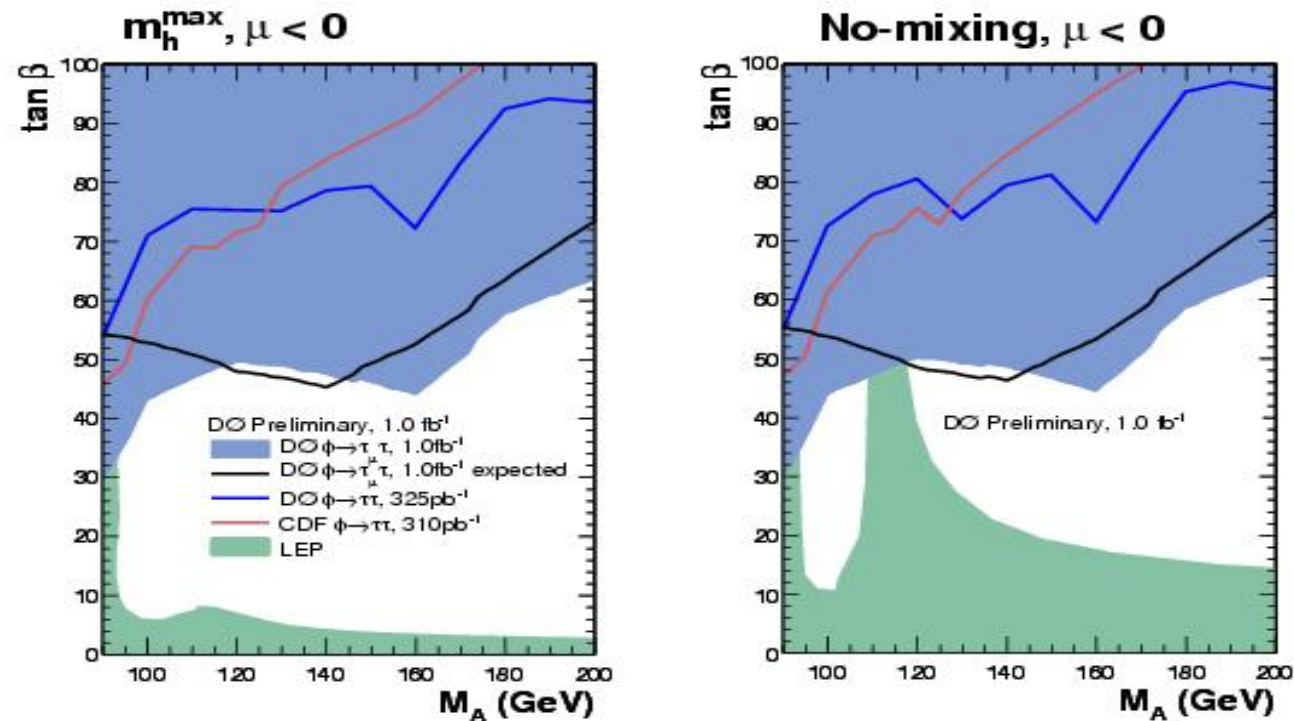 m_h^max, μ < 0
tan β
100
90
80
70
60
50
40
30
20
10
0
DØ Preliminary, 1.0 fb⁻¹
DØ ϕ→τ_μ τ, 1.0fb⁻¹
DØ ϕ→τ_μ τ, 1.0fb⁻¹ expected
DØ ϕ→ττ, 325pb⁻¹
CDF ϕ→ττ, 310pb⁻¹
LEP
100 120 140 160 180 200
M_A (GeV)
No-mixing, μ < 0
tan β
100
90
80
70
60
50
40
30
20
10
0
DØ Preliminary, 1.0 fb⁻¹
100 120 140 160 180 200
M_A (GeV)